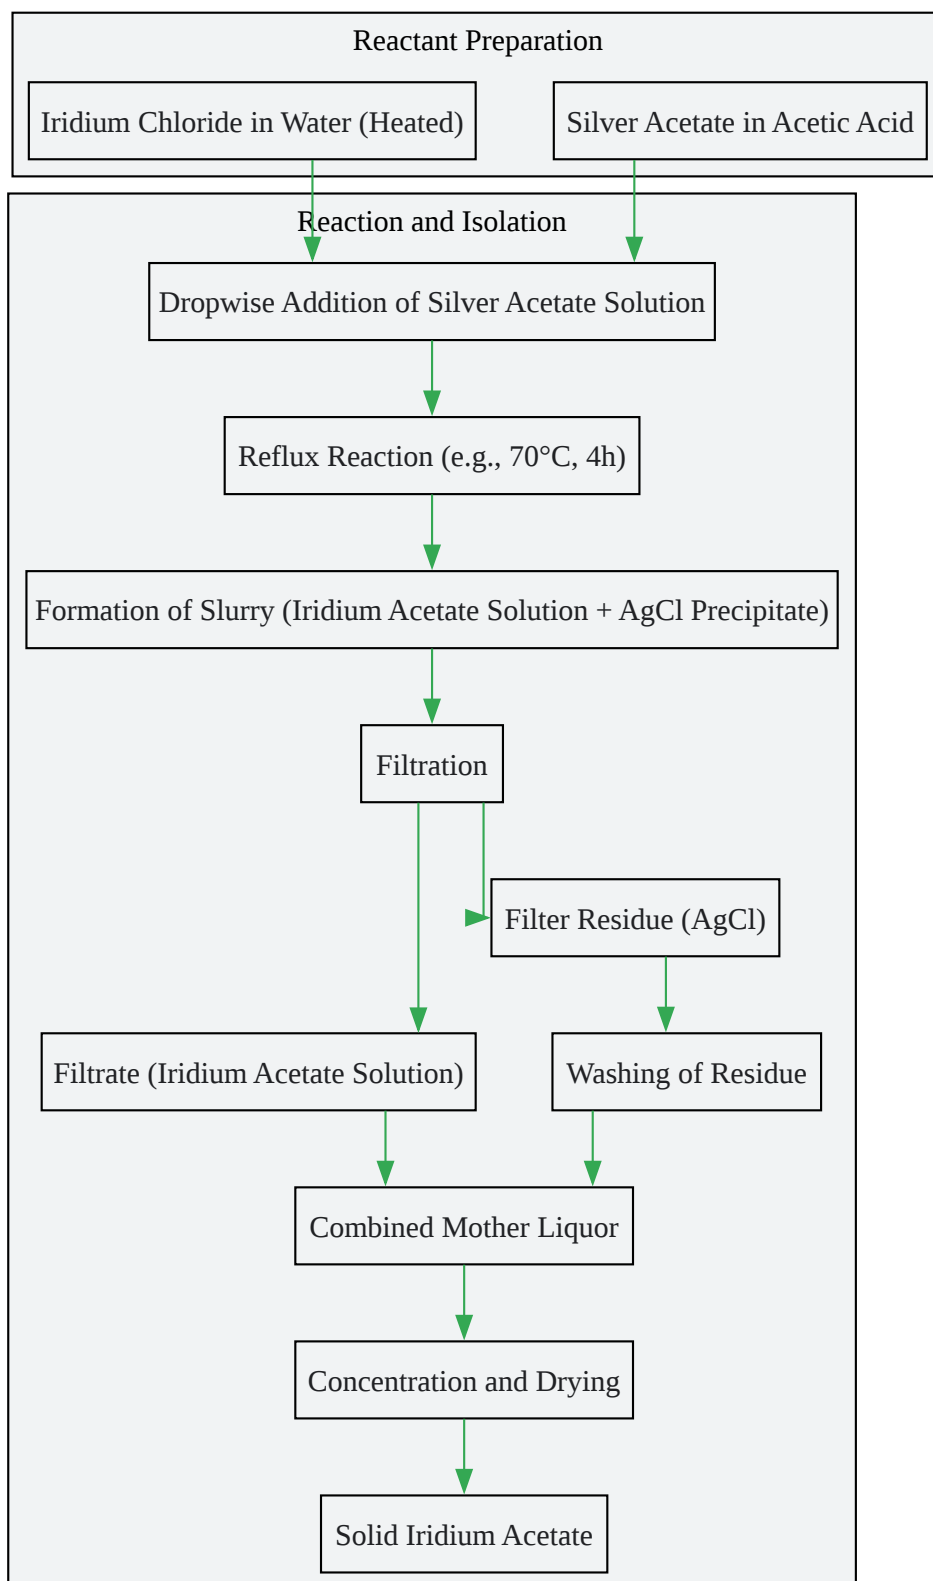 Reactant Preparation
Iridium Chloride in Water (Heated)
Silver Acetate in Acetic Acid
Reaction and Isolation
Dropwise Addition of Silver Acetate Solution
Reflux Reaction (e.g., 70°C, 4h)
Formation of Slurry (Iridium Acetate Solution + AgCl Precipitate)
Filtration
Filter Residue (AgCl)
Filtrate (Iridium Acetate Solution)
Washing of Residue
Combined Mother Liquor
Concentration and Drying
Solid Iridium Acetate